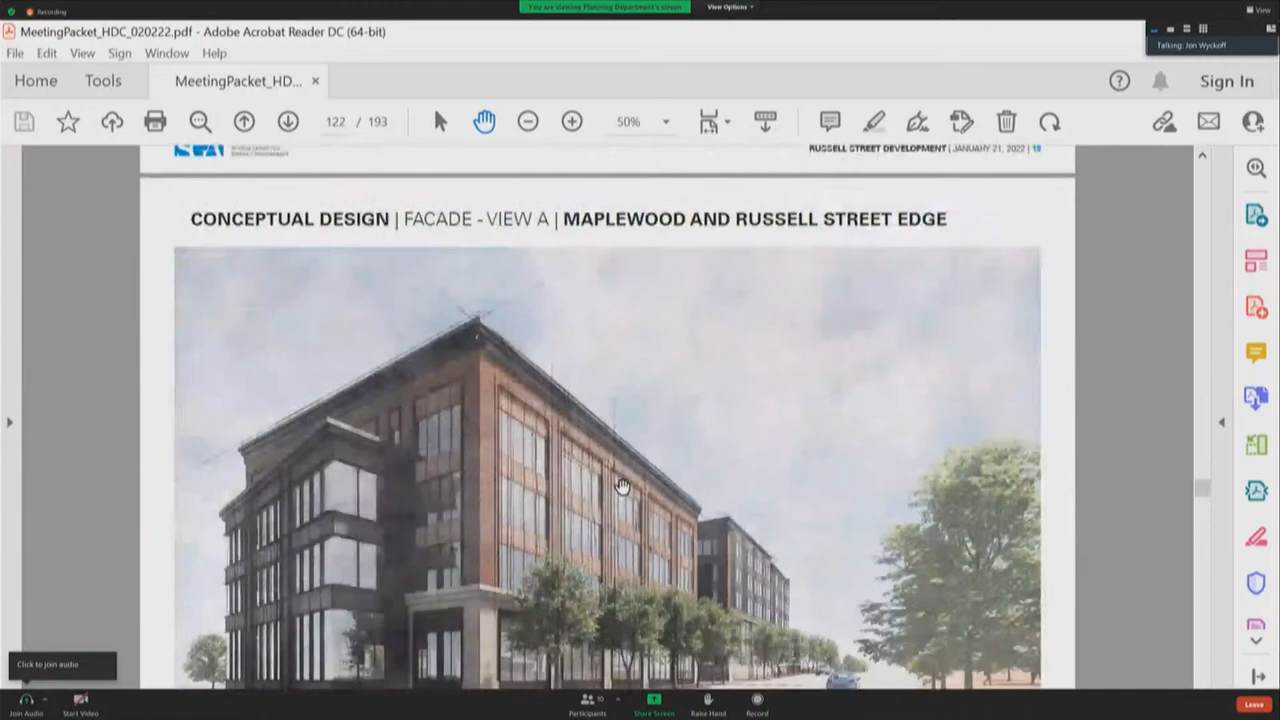 Recording
You are viewing Planning Department's screen
View Options
View
MeetingPacket_HDC_020222.pdf - Adobe Acrobat Reader DC (64-bit)
Talking: Jon Wyckoff
File Edit View Sign Window Help
Home Tools MeetingPacket_HD... × Sign In
122 / 193 50%
RUSSELL STREET DEVELOPMENT | JANUARY 21, 2022 | 13
CONCEPTUAL DESIGN | FACADE - VIEW A | MAPLEWOOD AND RUSSELL STREET EDGE
Click to join audio
Join Audio Start Video Participants 10 Share Screen Raise Hand Record Leave